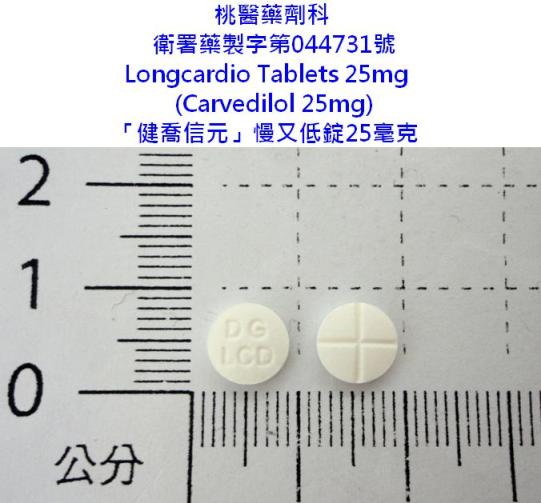 桃醫藥劑科
衛署藥製字第044731號
Longcardio Tablets 25mg
(Carvedilol 25mg)
「健喬信元」慢又低錠25毫克
2
1
DG
LCD
0
公分